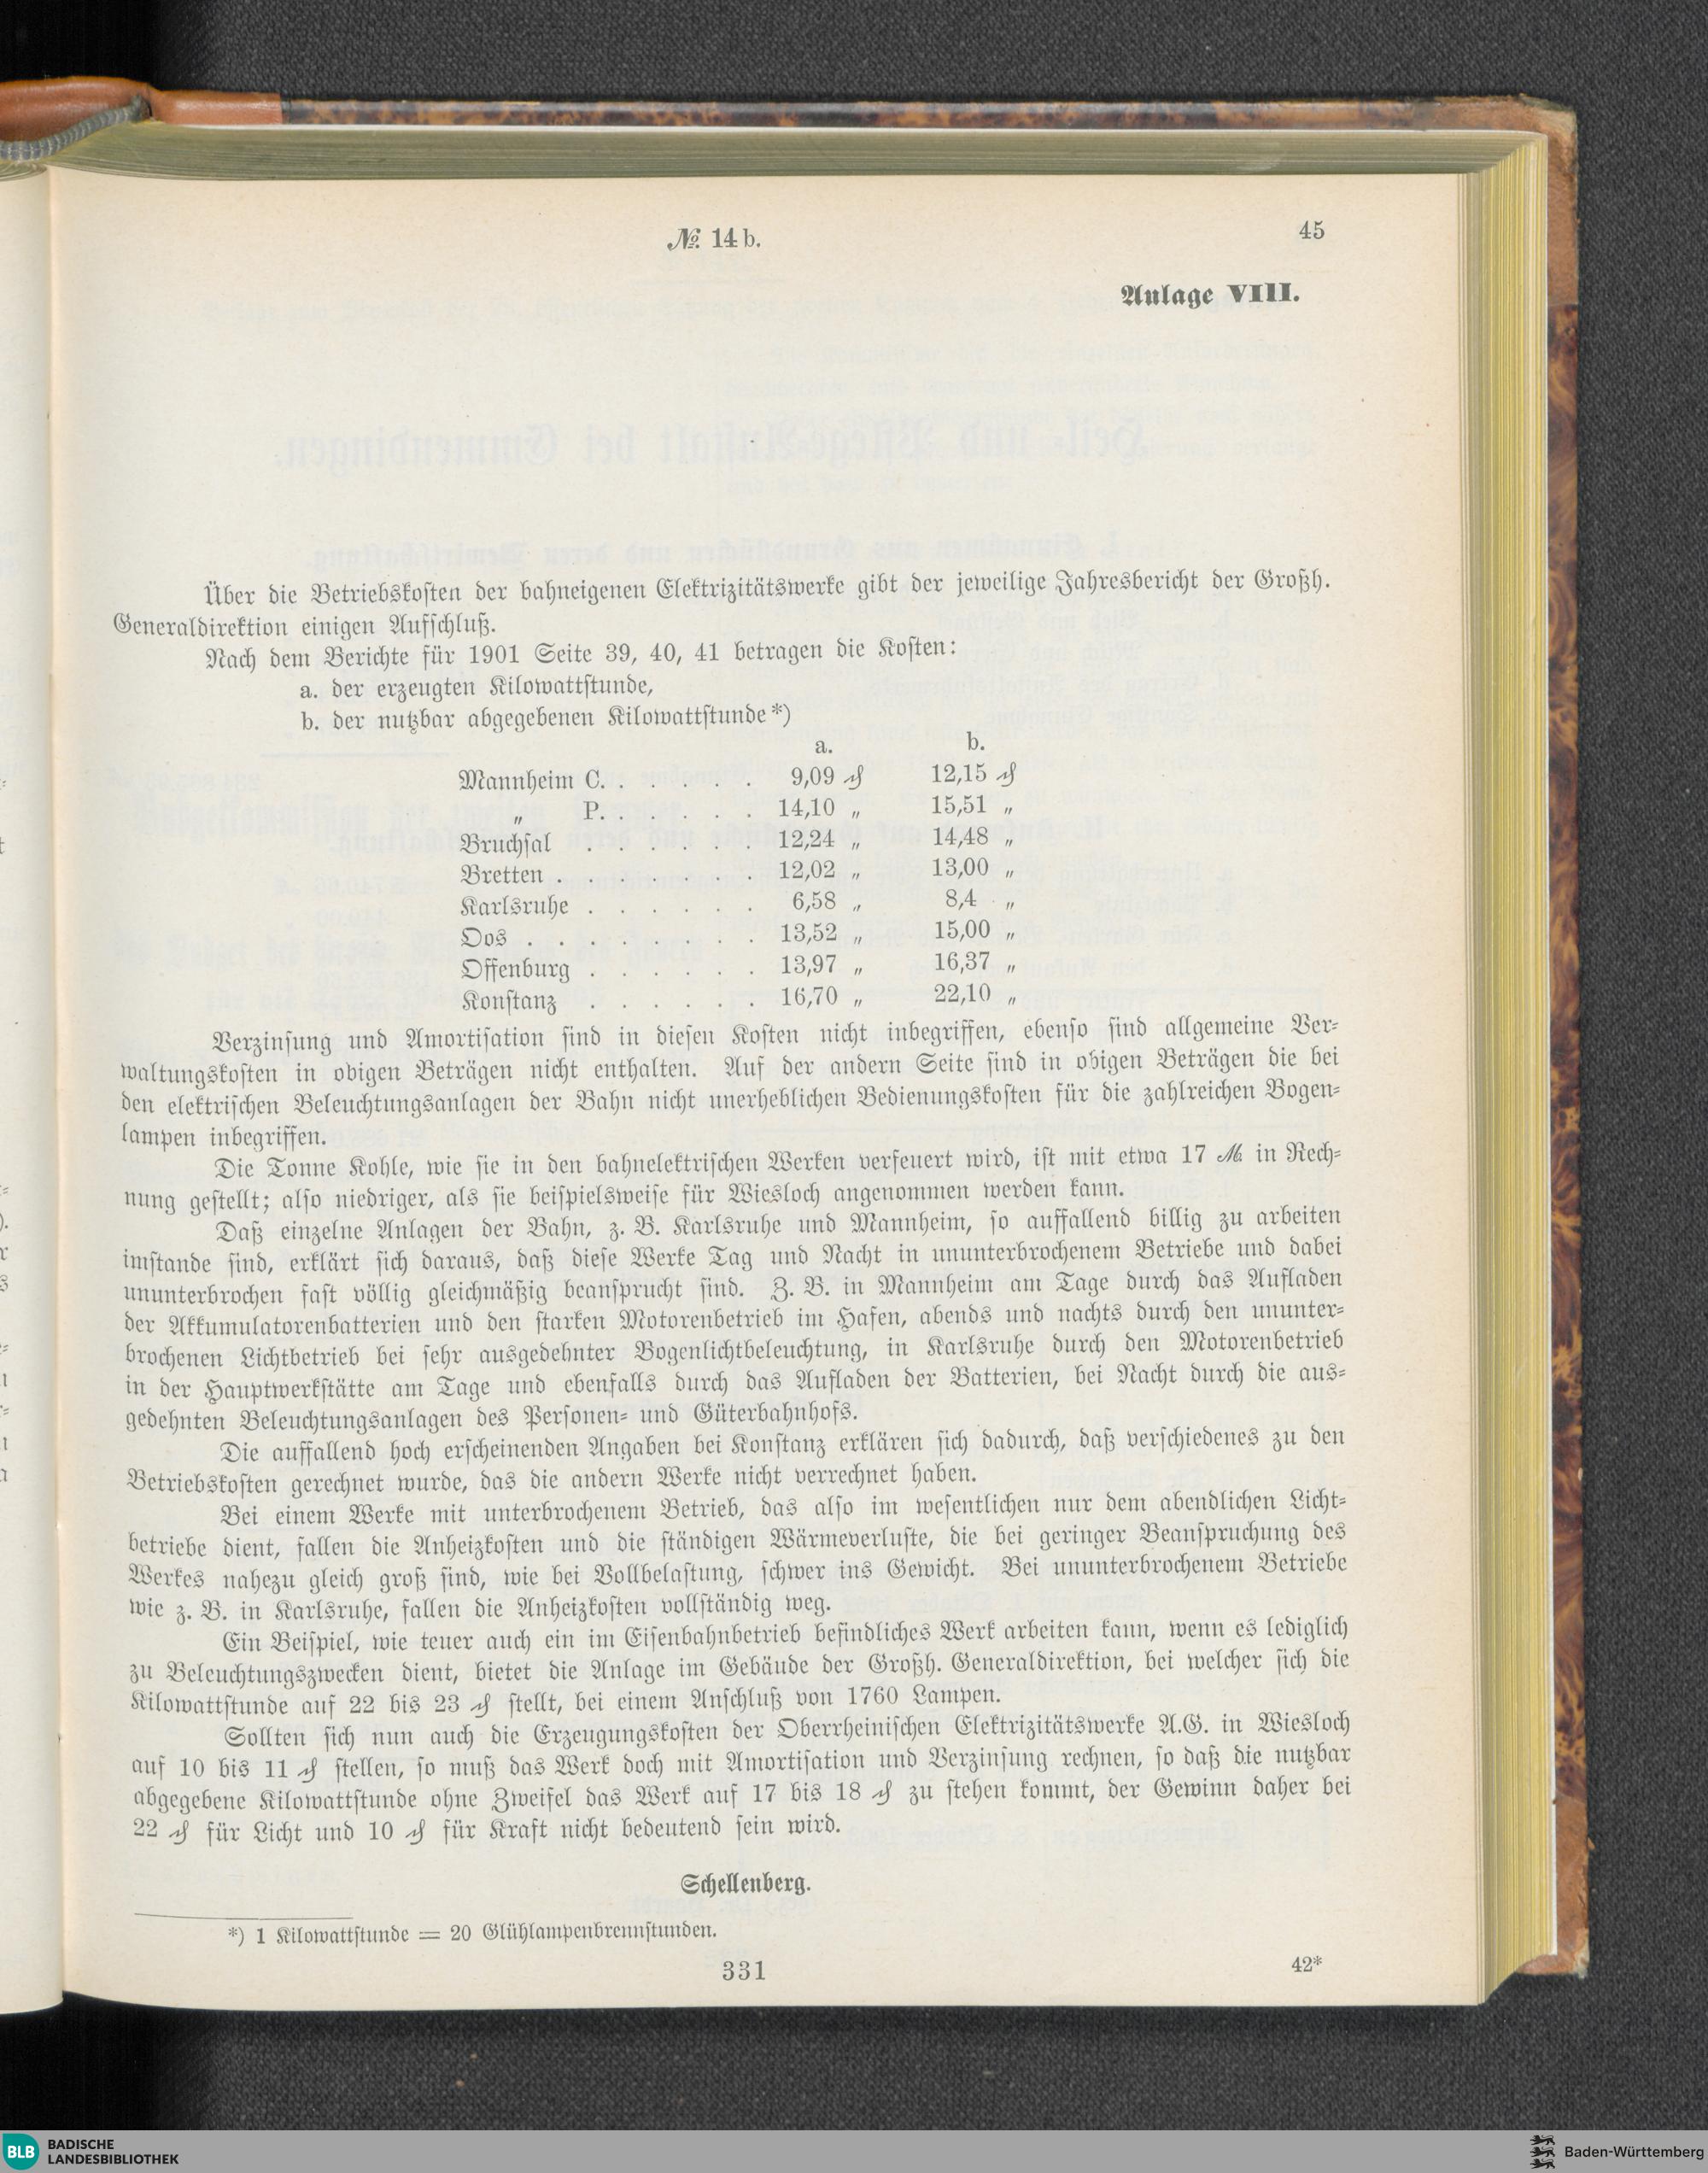 №. 14 b.
45
Anlage VIII.
Über die Betriebskosten der bahneigenen Elektrizitätswerke gibt der jeweilige Jahresbericht der Großh.
Generaldirektion einigen Aufschluß.
Nach dem Berichte für 1901 Seite 39, 40, 41 betragen die Kosten:
a. der erzeugten Kilowattstunde,
b. der nutzbar abgegebenen Kilowattstunde*)
a. b.
Mannheim C. . . . . . 9,09 ₰ 12,15 ₰
„ P. . . . . . 14,10 „ 15,51 „
Bruchsal . . . . . . 12,24 „ 14,48 „
Bretten . . . . . . . 12,02 „ 13,00 „
Karlsruhe . . . . . . 6,58 „ 8,4 „
Oos . . . . . . . . 13,52 „ 15,00 „
Offenburg . . . . . . 13,97 „ 16,37 „
Konstanz . . . . . . 16,70 „ 22,10 „
Verzinsung und Amortisation sind in diesen Kosten nicht inbegriffen, ebenso sind allgemeine Ver-
waltungskosten in obigen Beträgen nicht enthalten. Auf der andern Seite sind in obigen Beträgen die bei
den elektrischen Beleuchtungsanlagen der Bahn nicht unerheblichen Bedienungskosten für die zahlreichen Bogen-
lampen inbegriffen.
Die Tonne Kohle, wie sie in den bahnelektrischen Werken verfeuert wird, ist mit etwa 17 ℳ in Rech-
nung gestellt; also niedriger, als sie beispielsweise für Wiesloch angenommen werden kann.
Daß einzelne Anlagen der Bahn, z. B. Karlsruhe und Mannheim, so auffallend billig zu arbeiten
imstande sind, erklärt sich daraus, daß diese Werke Tag und Nacht in ununterbrochenem Betriebe und dabei
ununterbrochen fast völlig gleichmäßig beansprucht sind. Z. B. in Mannheim am Tage durch das Aufladen
der Akkumulatorenbatterien und den starken Motorenbetrieb im Hafen, abends und nachts durch den ununter-
brochenen Lichtbetrieb bei sehr ausgedehnter Bogenlichtbeleuchtung, in Karlsruhe durch den Motorenbetrieb
in der Hauptwerkstätte am Tage und ebenfalls durch das Aufladen der Batterien, bei Nacht durch die aus-
gedehnten Beleuchtungsanlagen des Personen- und Güterbahnhofs.
Die auffallend hoch erscheinenden Angaben bei Konstanz erklären sich dadurch, daß verschiedenes zu den
Betriebskosten gerechnet wurde, das die andern Werke nicht verrechnet haben.
Bei einem Werke mit unterbrochenem Betrieb, das also im wesentlichen nur dem abendlichen Licht-
betriebe dient, fallen die Anheizkosten und die ständigen Wärmeverluste, die bei geringer Beanspruchung des
Werkes nahezu gleich groß sind, wie bei Vollbelastung, schwer ins Gewicht. Bei ununterbrochenem Betriebe
wie z. B. in Karlsruhe, fallen die Anheizkosten vollständig weg.
Ein Beispiel, wie teuer auch ein im Eisenbahnbetrieb befindliches Werk arbeiten kann, wenn es lediglich
zu Beleuchtungszwecken dient, bietet die Anlage im Gebäude der Großh. Generaldirektion, bei welcher sich die
Kilowattstunde auf 22 bis 23 ₰ stellt, bei einem Anschluß von 1760 Lampen.
Sollten sich nun auch die Erzeugungskosten der Oberrheinischen Elektrizitätswerke A.G. in Wiesloch
auf 10 bis 11 ₰ stellen, so muß das Werk doch mit Amortisation und Verzinsung rechnen, so daß die nutzbar
abgegebene Kilowattstunde ohne Zweifel das Werk auf 17 bis 18 ₰ zu stehen kommt, der Gewinn daher bei
22 ₰ für Licht und 10 ₰ für Kraft nicht bedeutend sein wird.
Schellenberg.
*) 1 Kilowattstunde = 20 Glühlampenbrennstunden.
331
42*
BLB BADISCHE
LANDESBIBLIOTHEK
Baden-Württemberg